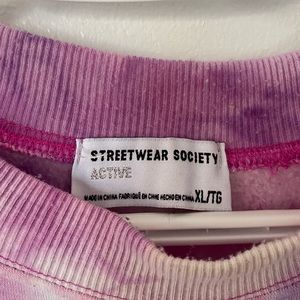 STREETWEAR SOCIETY
ACTIVE
MADE IN CHINA FABRIQUÉ EN CHINE HECHO EN CHINA XL/TG